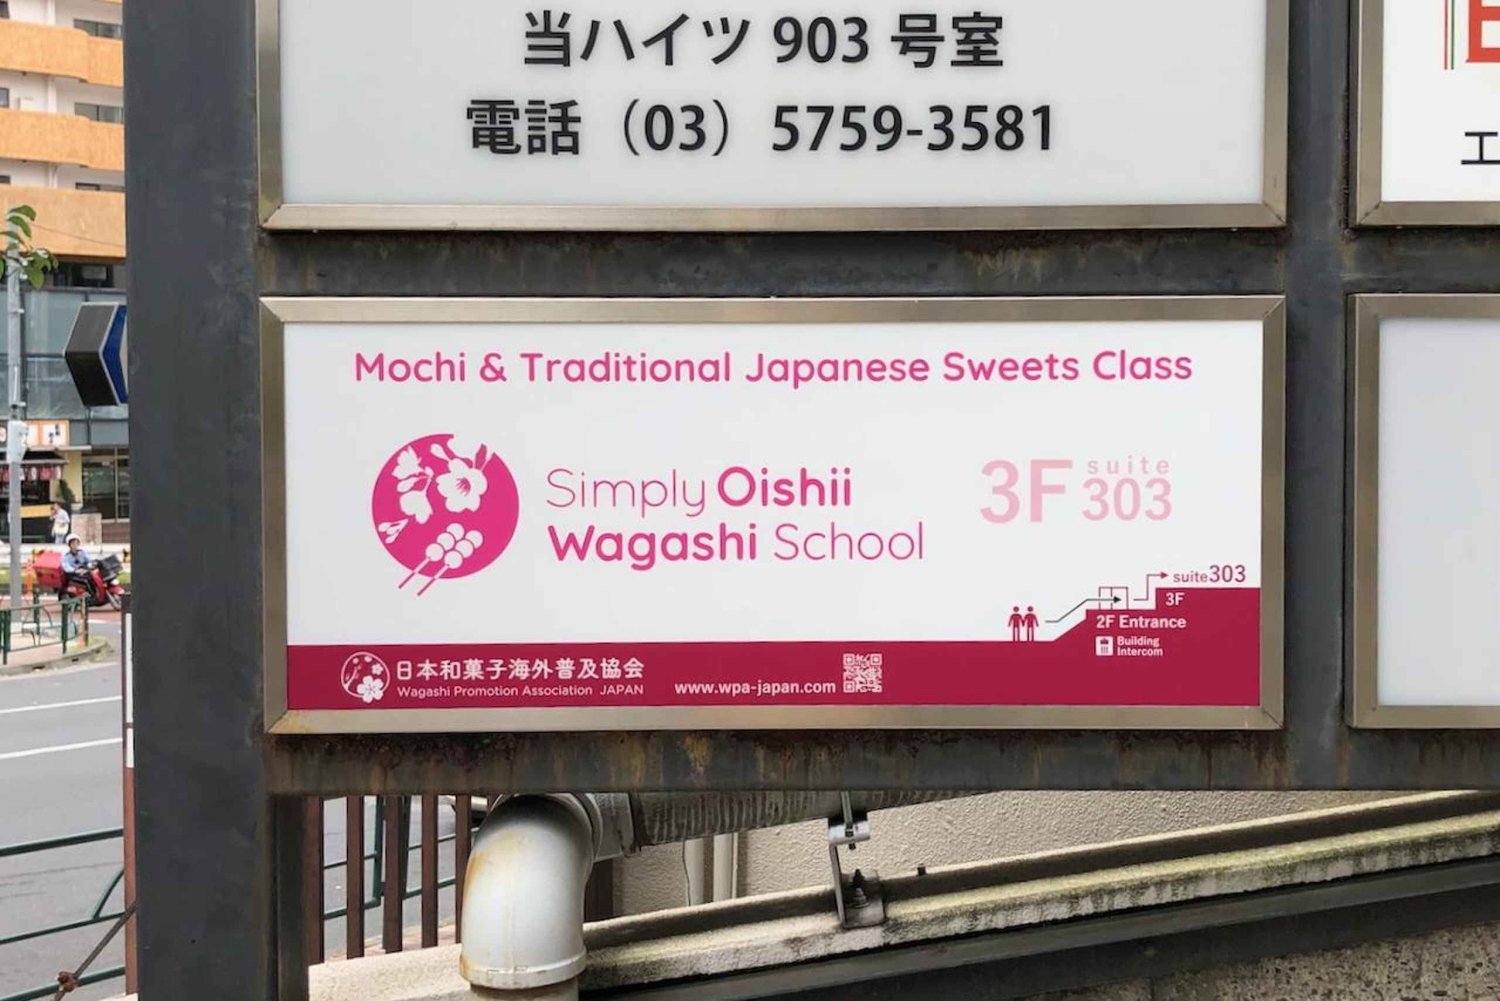 当ハイツ 903 号室
電話（03）5759-3581
Mochi & Traditional Japanese Sweets Class
Simply Oishii
Wagashi School
3F suite 303
suite303
3F
2F Entrance
Building
Intercom
日本和菓子海外普及協会
Wagashi Promotion Association JAPAN
www.wpa-japan.com
エ